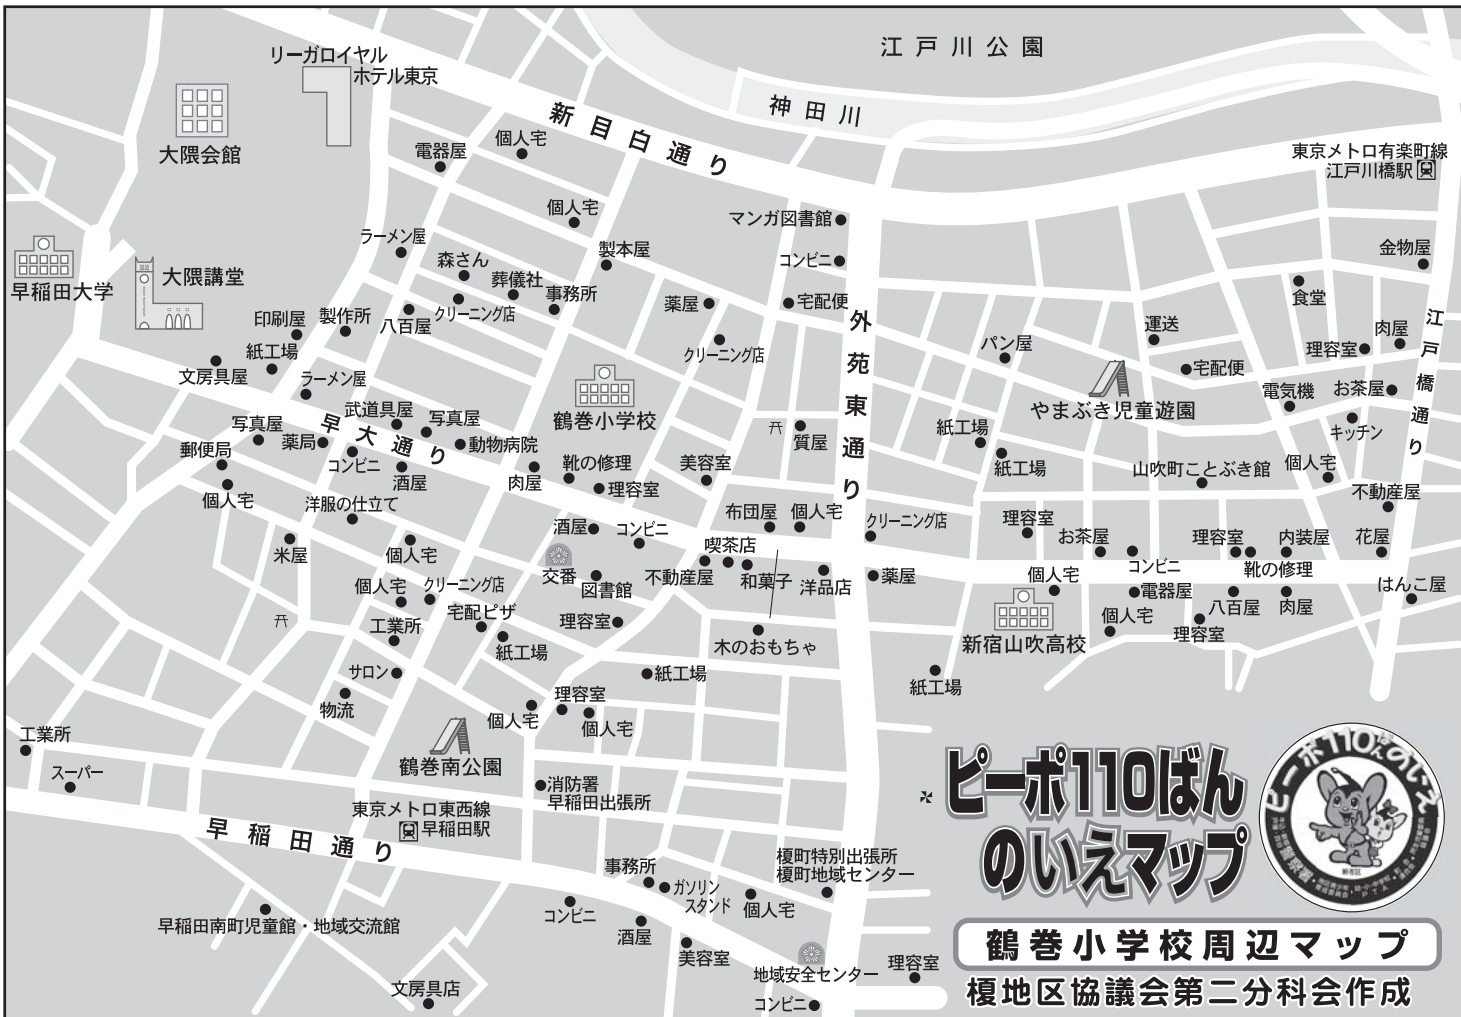 江戸川公園
リーガロイヤル
ホテル東京
大隈会館
新目白通り
神田川
電器屋
個人宅
東京メトロ有楽町線
江戸川橋駅
個人宅
マンガ図書館
ラーメン屋
製本屋
コンビニ
金物屋
早稲田大学
大隈講堂
森さん
葬儀社
事務所
クリーニング店
八百屋
薬屋
宅配便
食堂
印刷屋
製作所
紙工場
外苑東通り
江戸橋通り
運送
肉屋
理容室
パン屋
クリーニング店
文房具屋
ラーメン屋
宅配便
やまぶき児童遊園
電気機
お茶屋
キッチン
鶴巻小学校
武道具屋
写真屋
写真屋
薬局
早大通り
動物病院
郵便局
コンビニ
酒屋
肉屋
靴の修理
理容室
美容室
質屋
紙工場
紙工場
山吹町ことぶき館
個人宅
不動産屋
個人宅
洋服の仕立て
布団屋
個人宅
クリーニング店
理容室
お茶屋
コンビニ
理容室
内装屋
花屋
靴の修理
米屋
個人宅
酒屋
コンビニ
交番
図書館
喫茶店
不動産屋
和菓子
洋品店
薬屋
個人宅
電器屋
八百屋
肉屋
はんこ屋
個人宅
クリーニング店
宅配ピザ
理容室
木のおもちゃ
新宿山吹高校
個人宅
理容室
工業所
紙工場
サロン
紙工場
紙工場
物流
個人宅
理容室
個人宅
工業所
スーパー
鶴巻南公園
消防署
早稲田出張所
東京メトロ東西線
早稲田駅
早稲田通り
事務所
ガソリン
スタンド
個人宅
榎町特別出張所
榎町地域センター
早稲田南町児童館・地域交流館
コンビニ
酒屋
美容室
地域安全センター
理容室
文房具店
コンビニ
ピーポ110ばん
のいえマップ
ピーポ110ばんのいえ
鶴巻小学校周辺マップ
榎地区協議会第二分科会作成